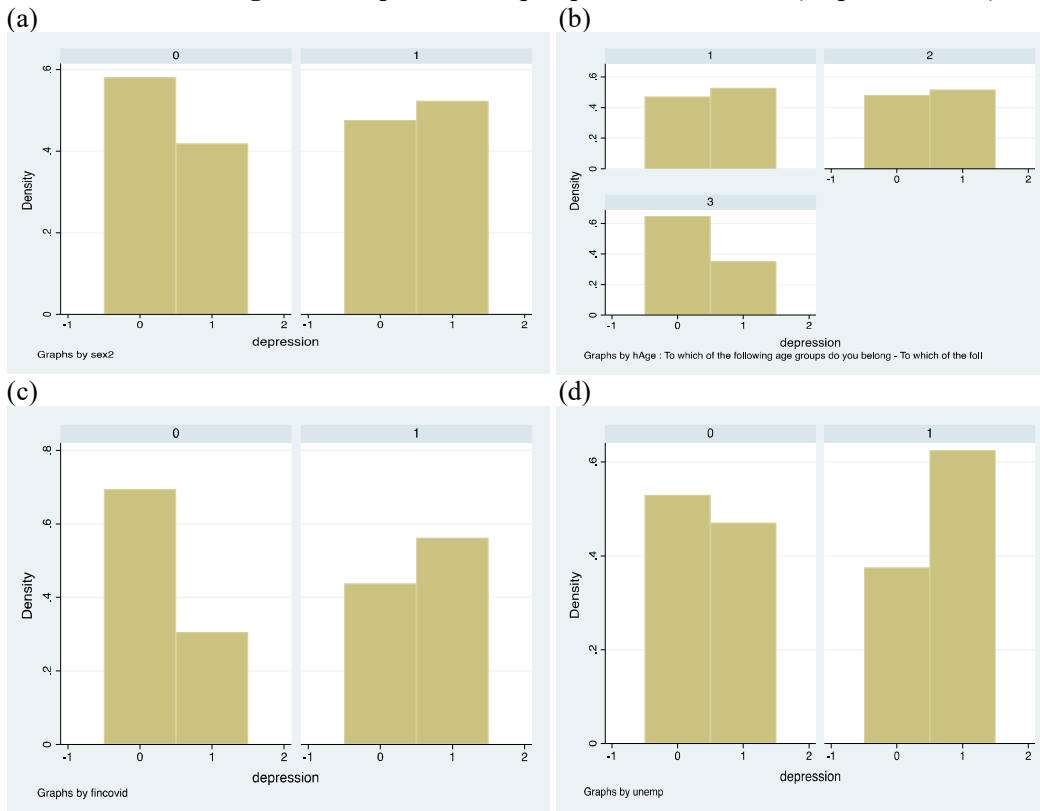 (a)
0 1
Density
0 .2 .4 .6
-1 0 1 2 -1 0 1 2
depression
Graphs by sex2
(b)
1 2
Density
0 .2 .4 .6
-1 0 1 2
3
0 .2 .4 .6
-1 0 1 2
depression
Graphs by hAge : To which of the following age groups do you belong - To which of the foll
(c)
0 1
Density
0 .2 .4 .6 .8
-1 0 1 2 -1 0 1 2
depression
Graphs by fincovid
(d)
0 1
Density
0 .2 .4 .6
-1 0 1 2 -1 0 1 2
depression
Graphs by unemp